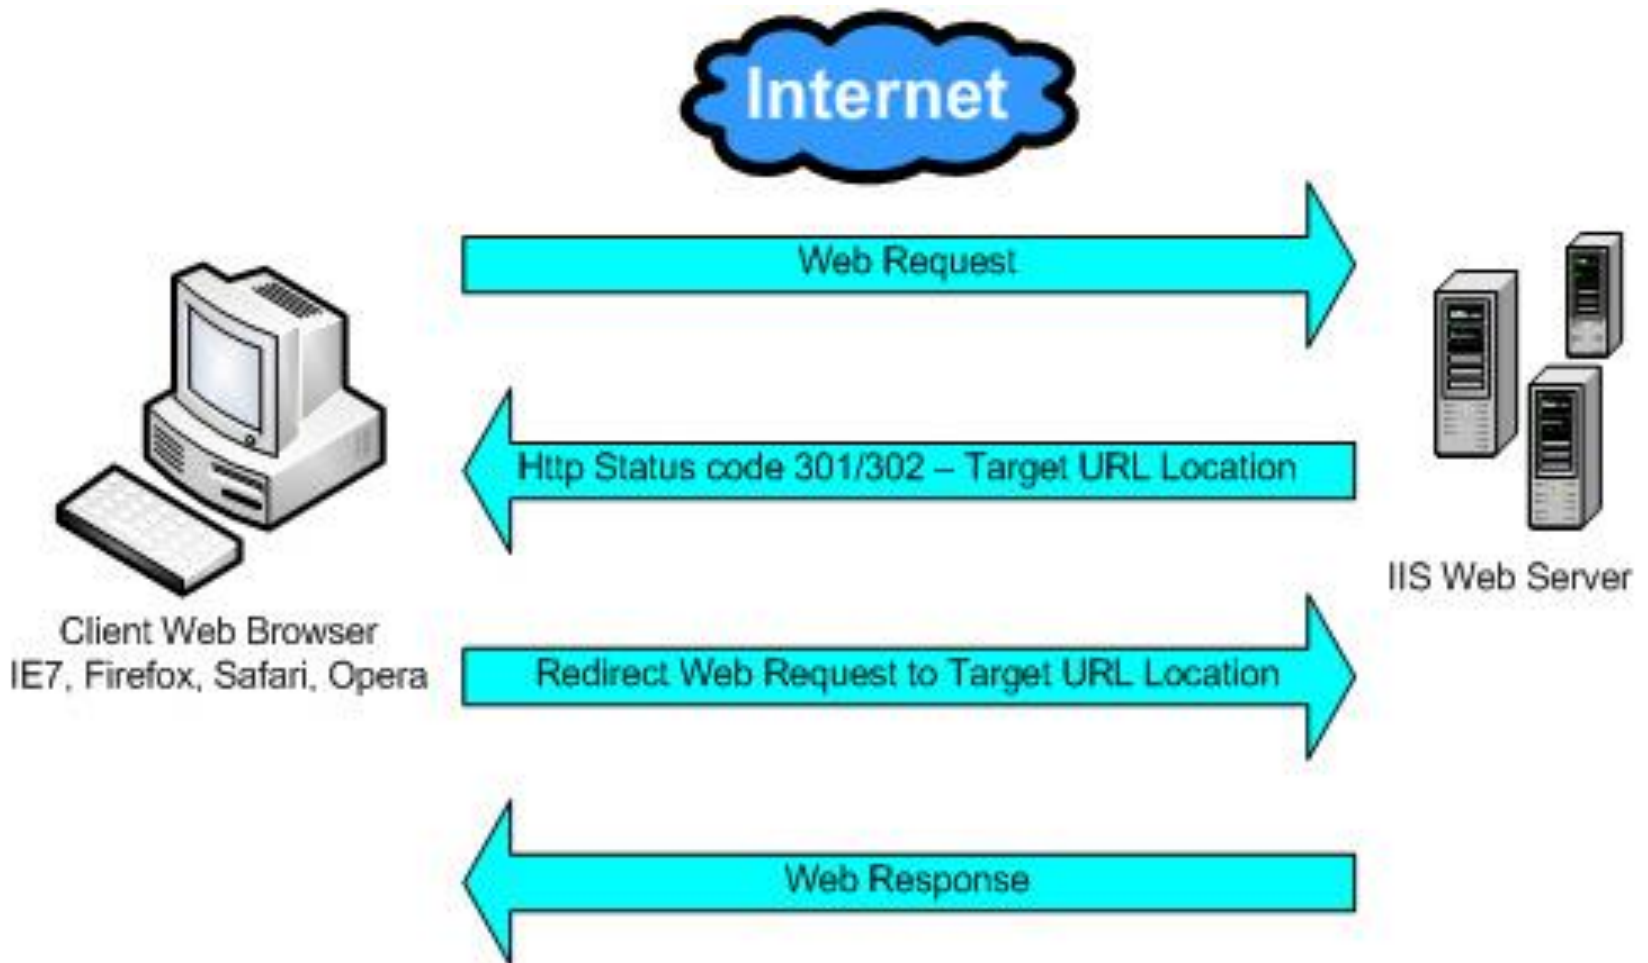 Internet
Web Request
Http Status code 301/302 – Target URL Location
IIS Web Server
Client Web Browser
IE7, Firefox, Safari, Opera
Redirect Web Request to Target URL Location
Web Response